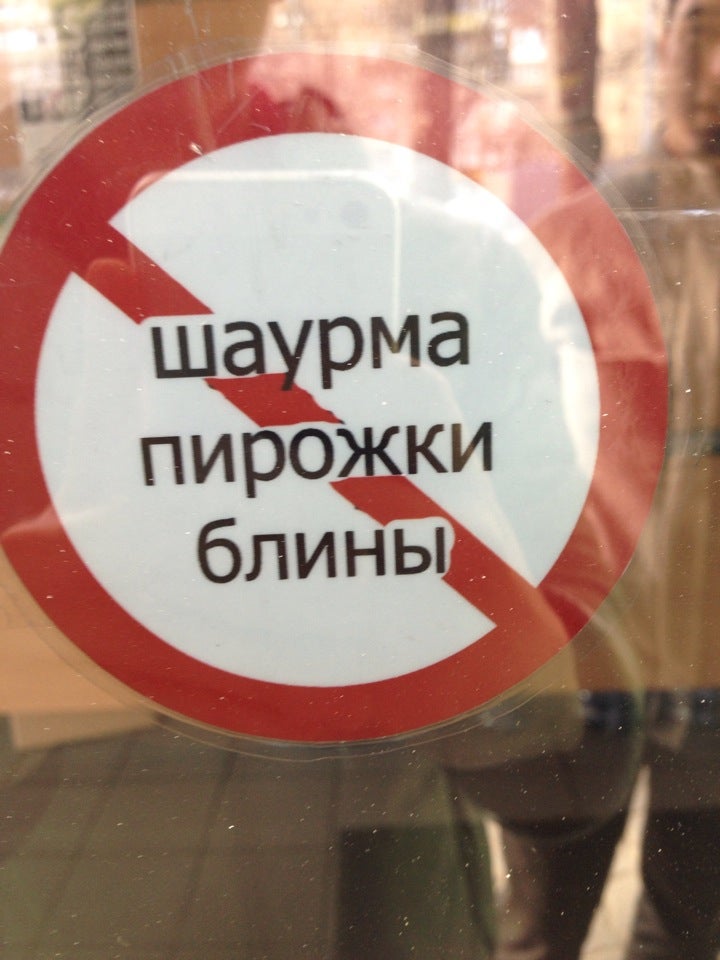 шаурма
пирожки
блины